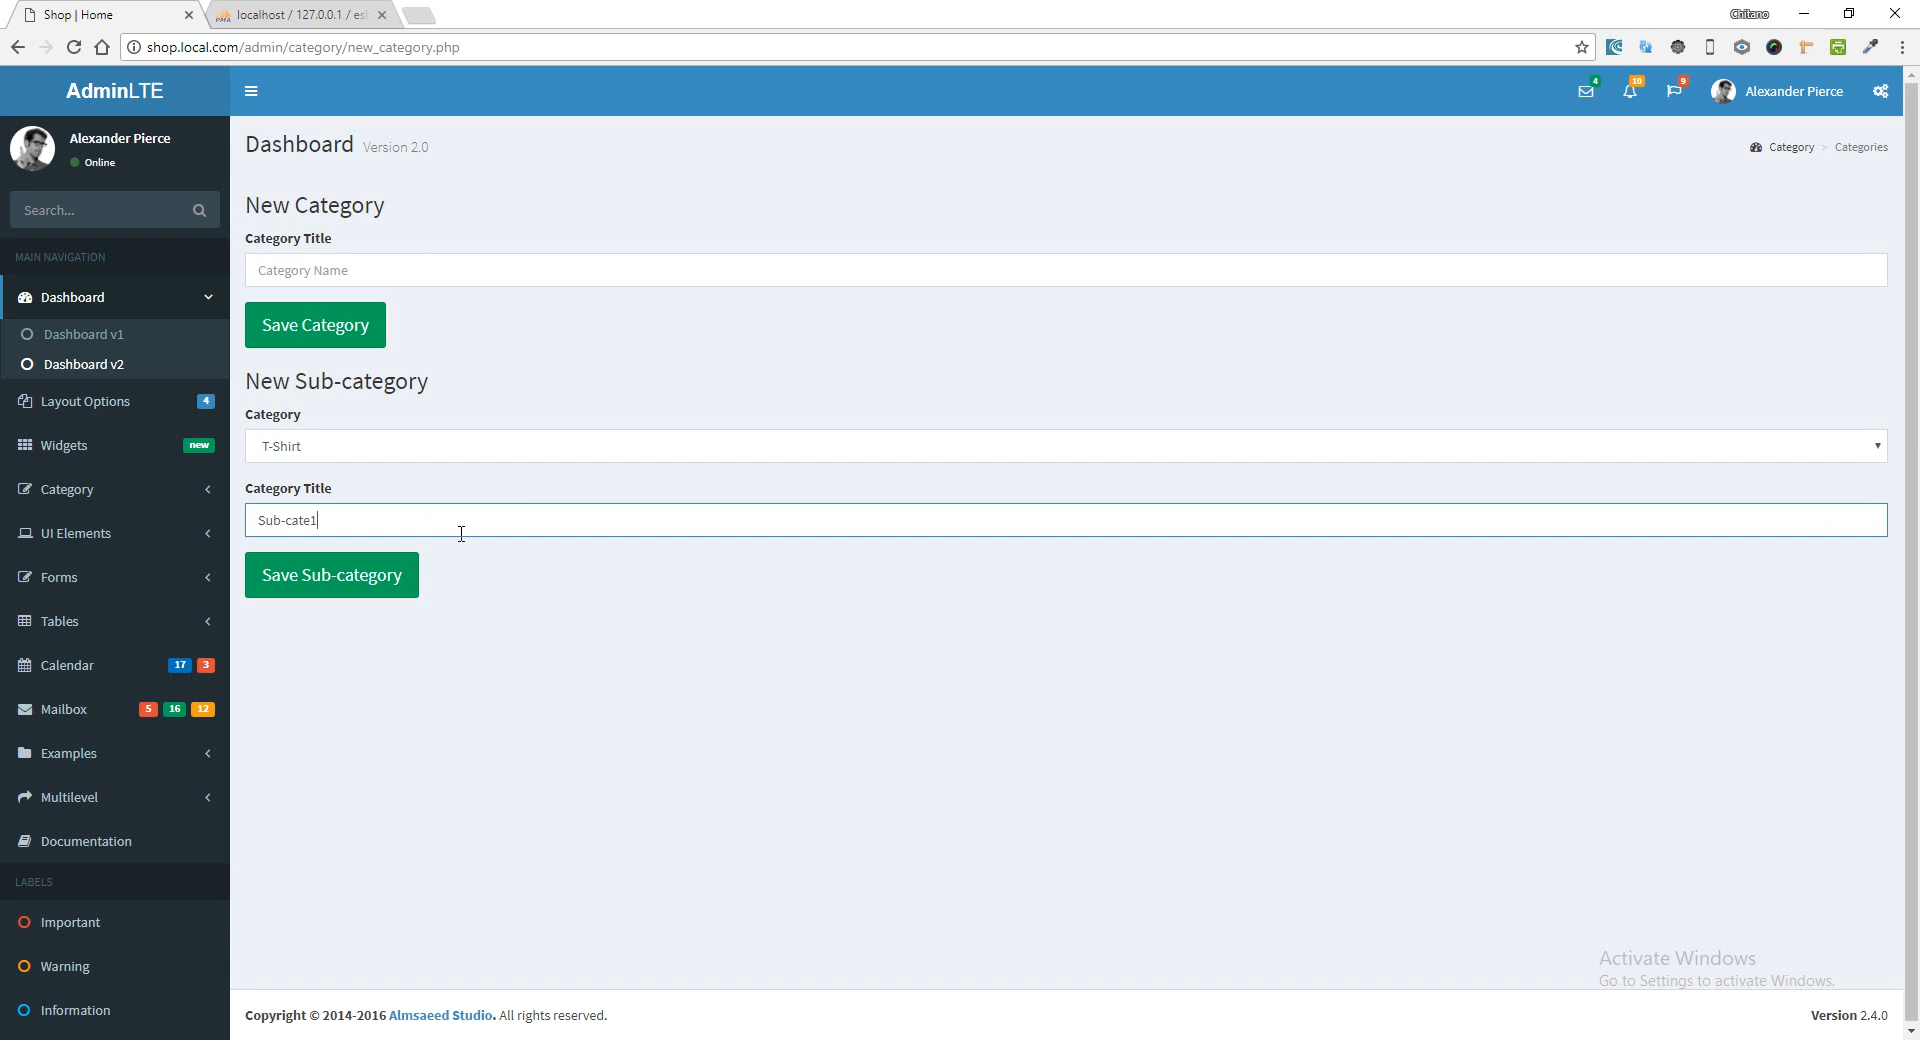 Shop | Home
localhost / 127.0.0.1 / es
Chitano
shop.local.com/admin/category/new_category.php
AdminLTE
4
10
9
Alexander Pierce
Alexander Pierce
Online
Dashboard Version 2.0
Category > Categories
Search...
New Category
Category Title
Category Name
Save Category
MAIN NAVIGATION
Dashboard
Dashboard v1
Dashboard v2
Layout Options 4
Widgets new
Category
UI Elements
Forms
Tables
Calendar 17 3
Mailbox 5 16 12
Examples
Multilevel
Documentation
LABELS
Important
Warning
Information
New Sub-category
Category
T-Shirt
Category Title
Sub-cate1
Save Sub-category
Activate Windows
Go to Settings to activate Windows.
Copyright © 2014-2016 Almsaeed Studio. All rights reserved.
Version 2.4.0